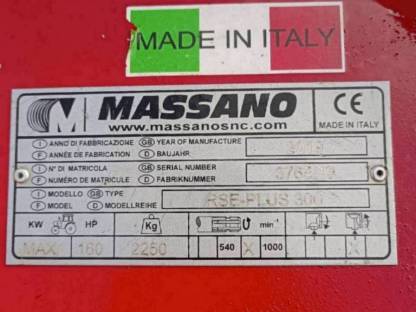 MADE IN ITALY
MASSANO
www.massanosnc.com
CE
MADE IN ITALY
I ANNO DI FABBRICAZIONE GB YEAR OF MANUFACTURE
F ANNÉE DE FABRICATION D BAUJAHR
I N° DI MATRICOLA GB SERIAL NUMBER
F NUMÉRO DE MATRICULE D FABRIKNUMMER
I MODELLO GB TYPE
F MODEL D MODELLREIHE
RSE-PLUS 300
KW HP Kg min⁻¹
MAX 160 2250 540 X 1000 X